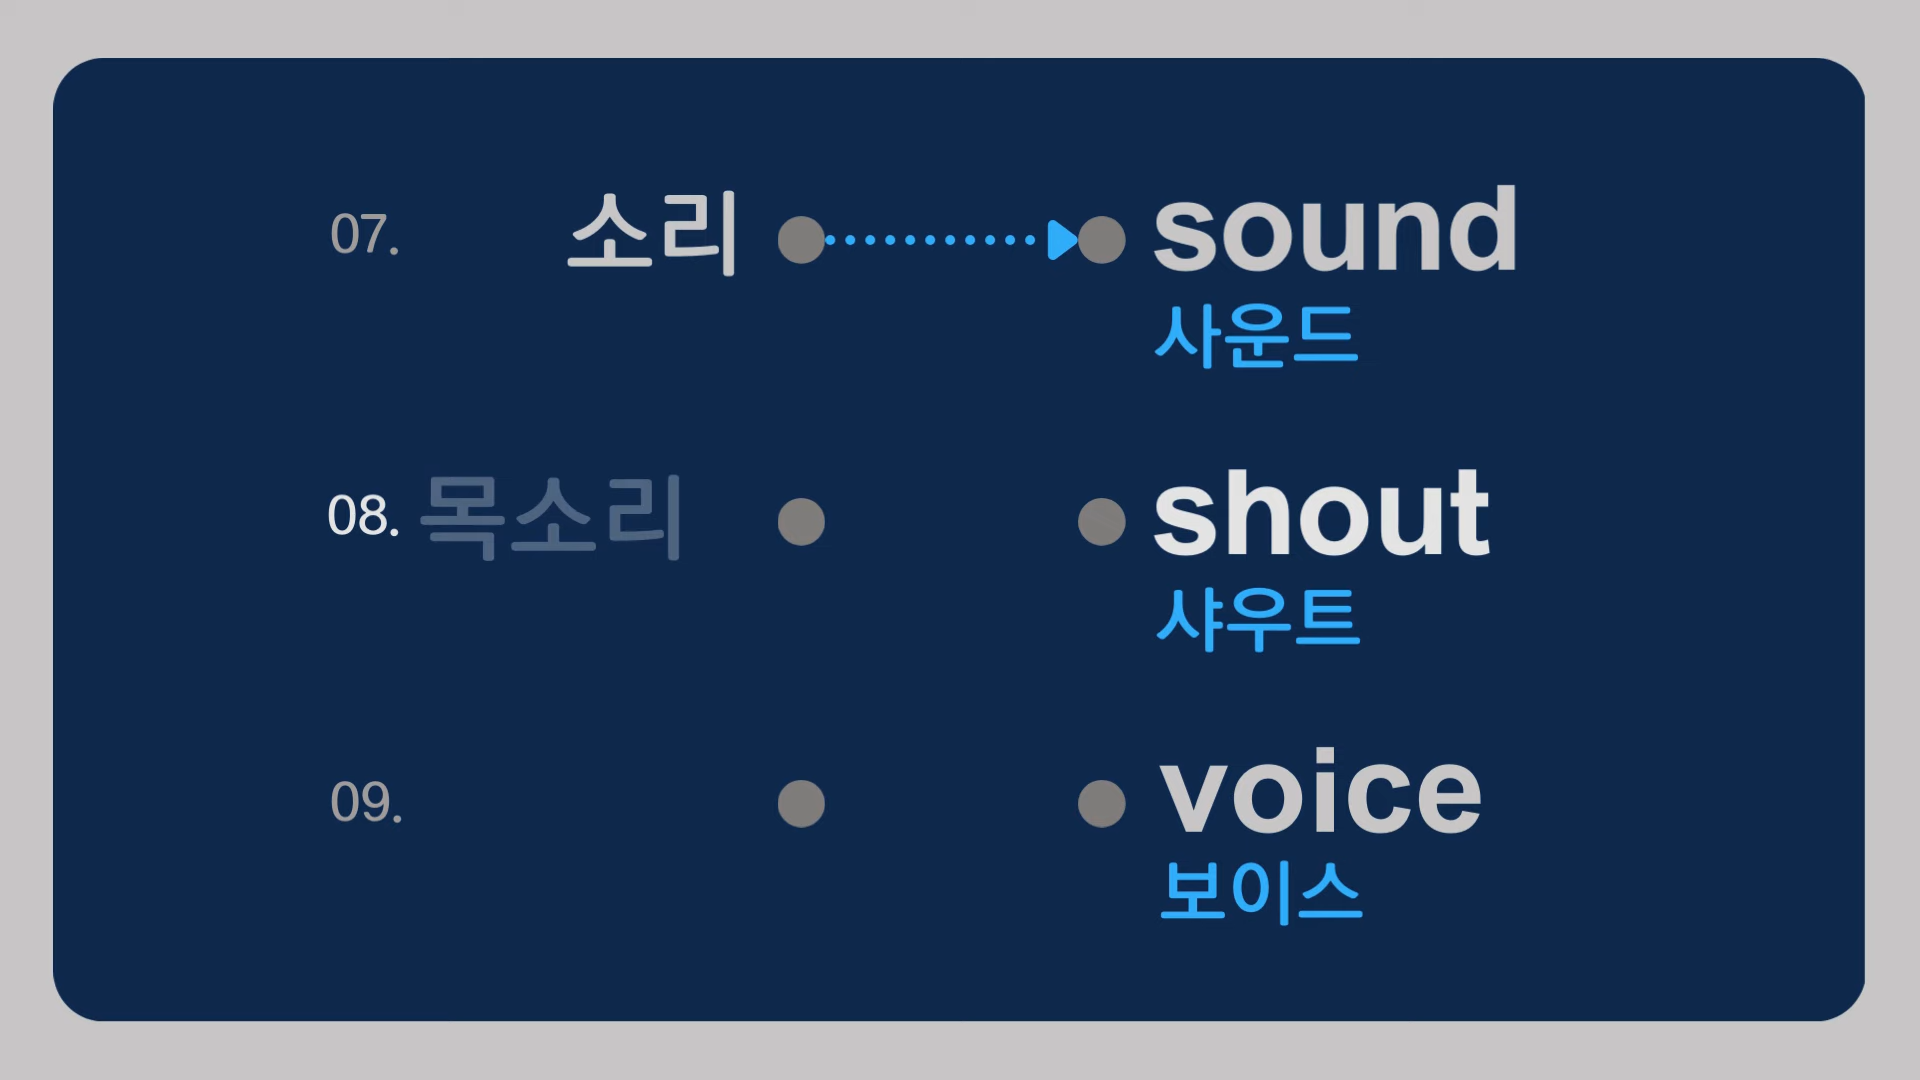 07. 소리 sound
사운드
08. 목소리 shout
샤우트
09. voice
보이스